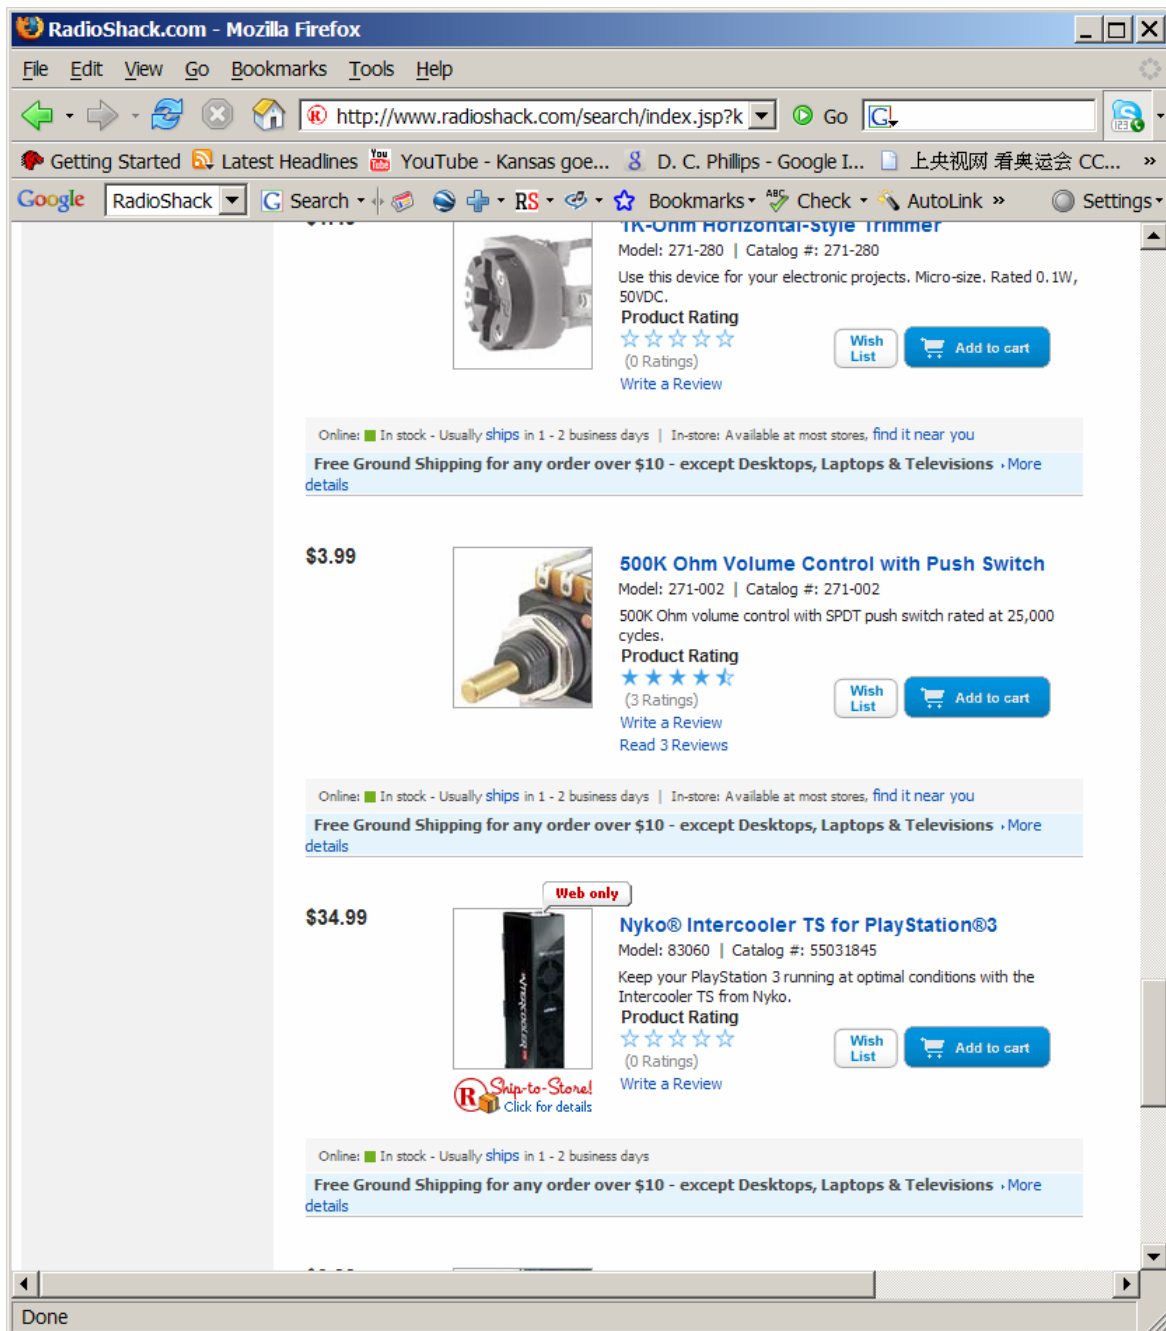 RadioShack.com - Mozilla Firefox
File Edit View Go Bookmarks Tools Help
http://www.radioshack.com/search/index.jsp?k Go G
Getting Started Latest Headlines You Tube YouTube - Kansas goe... g D. C. Phillips - Google I... 上央视网 看奥运会 CC... »
Google RadioShack G Search RS Bookmarks ABC Check AutoLink » Settings
1K-Ohm Horizontal-Style Trimmer
Model: 271-280 | Catalog #: 271-280
Use this device for your electronic projects. Micro-size. Rated 0.1W,
50VDC.
Product Rating
(0 Ratings)
Wish List
Add to cart
Write a Review
Online: In stock - Usually ships in 1 - 2 business days | In-store: Available at most stores, find it near you
Free Ground Shipping for any order over $10 - except Desktops, Laptops & Televisions More
details
$3.99
500K Ohm Volume Control with Push Switch
Model: 271-002 | Catalog #: 271-002
500K Ohm volume control with SPDT push switch rated at 25,000
cycles.
Product Rating
(3 Ratings)
Wish List
Add to cart
Write a Review
Read 3 Reviews
Online: In stock - Usually ships in 1 - 2 business days | In-store: Available at most stores, find it near you
Free Ground Shipping for any order over $10 - except Desktops, Laptops & Televisions More
details
Web only
$34.99
Nyko® Intercooler TS for PlayStation®3
Model: 83060 | Catalog #: 55031845
Keep your PlayStation 3 running at optimal conditions with the
Intercooler TS from Nyko.
Product Rating
(0 Ratings)
Wish List
Add to cart
Write a Review
INTERCOOLER
R Ship-to-Store!
Click for details
Online: In stock - Usually ships in 1 - 2 business days
Free Ground Shipping for any order over $10 - except Desktops, Laptops & Televisions More
details
Done